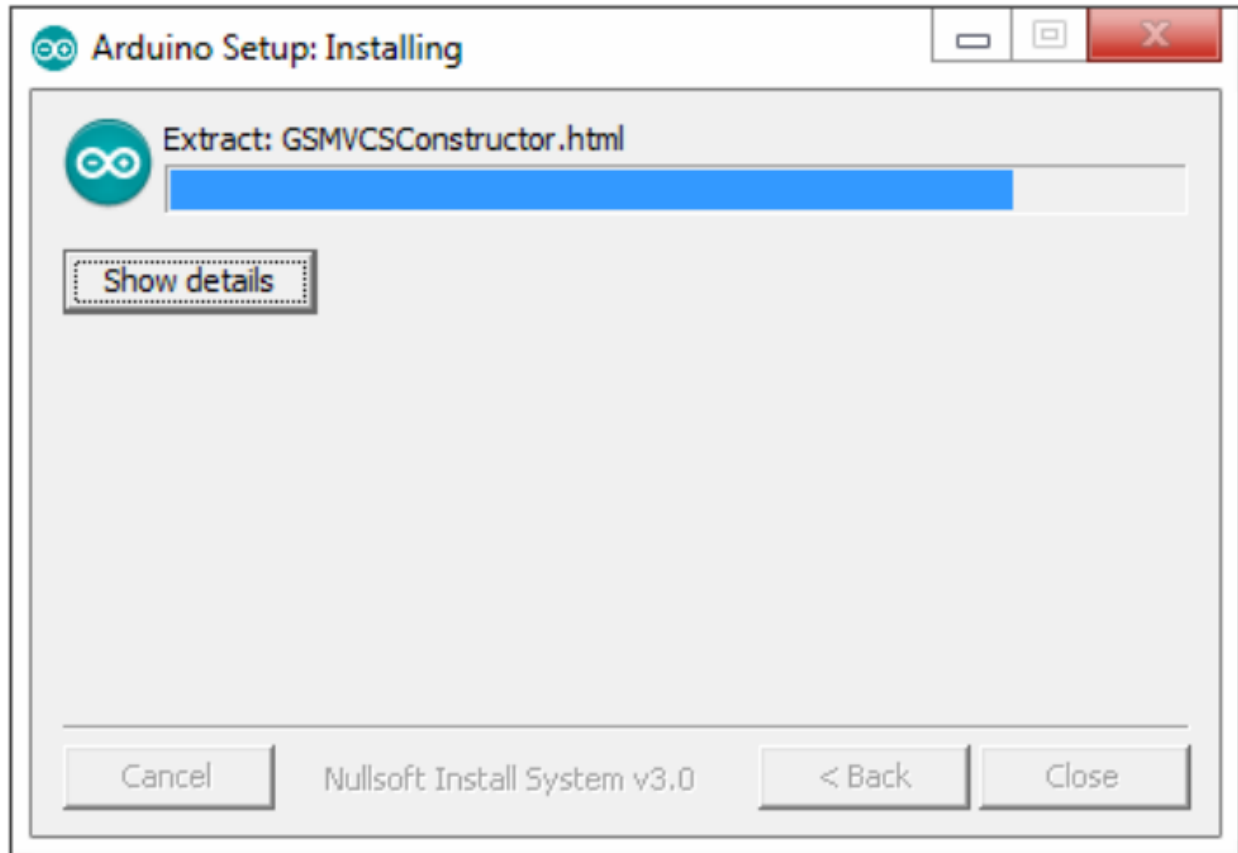 Arduino Setup: Installing
Extract: GSMVCSConstructor.html
Show details
Cancel
Nullsoft Install System v3.0
< Back
Close